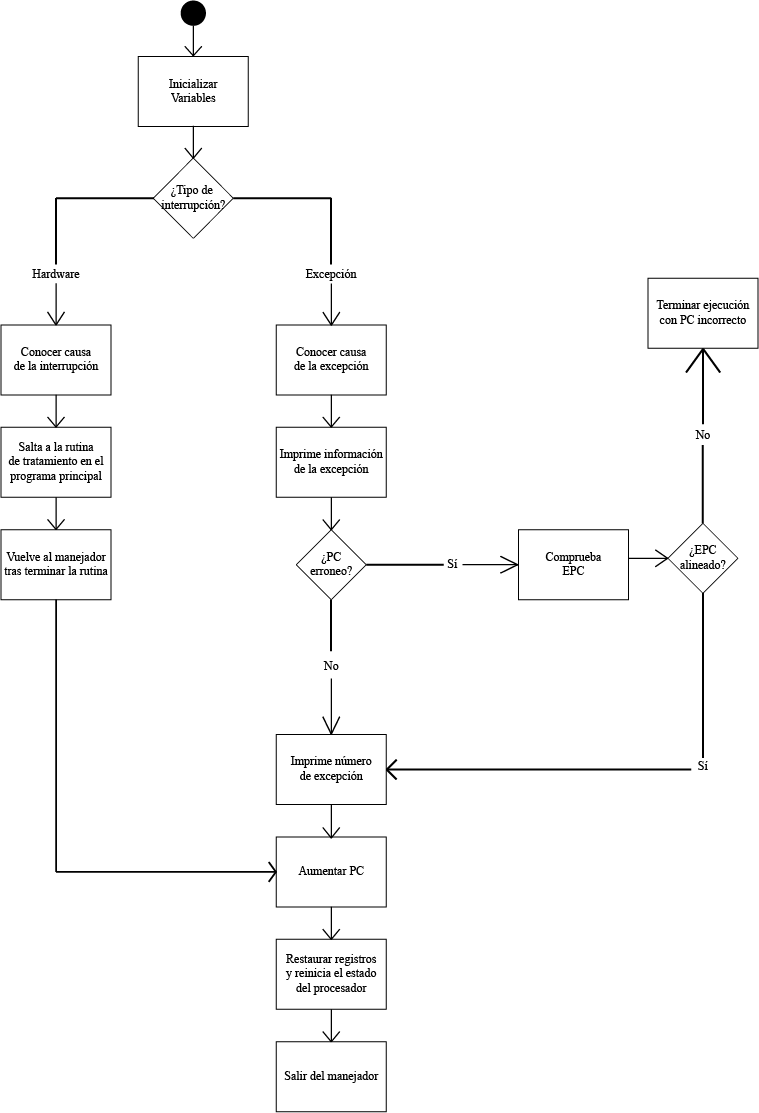 Inicializar
Variables
¿Tipo de
interrupción?
Hardware
Excepción
Conocer causa
de la interrupción
Conocer causa
de la excepción
Terminar ejecución
con PC incorrecto
Salta a la rutina
de tratamiento en el
programa principal
Imprime información
de la excepción
No
Vuelve al manejador
tras terminar la rutina
¿PC
erroneo?
Sí
Comprueba
EPC
¿EPC
alineado?
No
Imprime número
de excepción
Sí
Aumentar PC
Restaurar registros
y reinicia el estado
del procesador
Salir del manejador